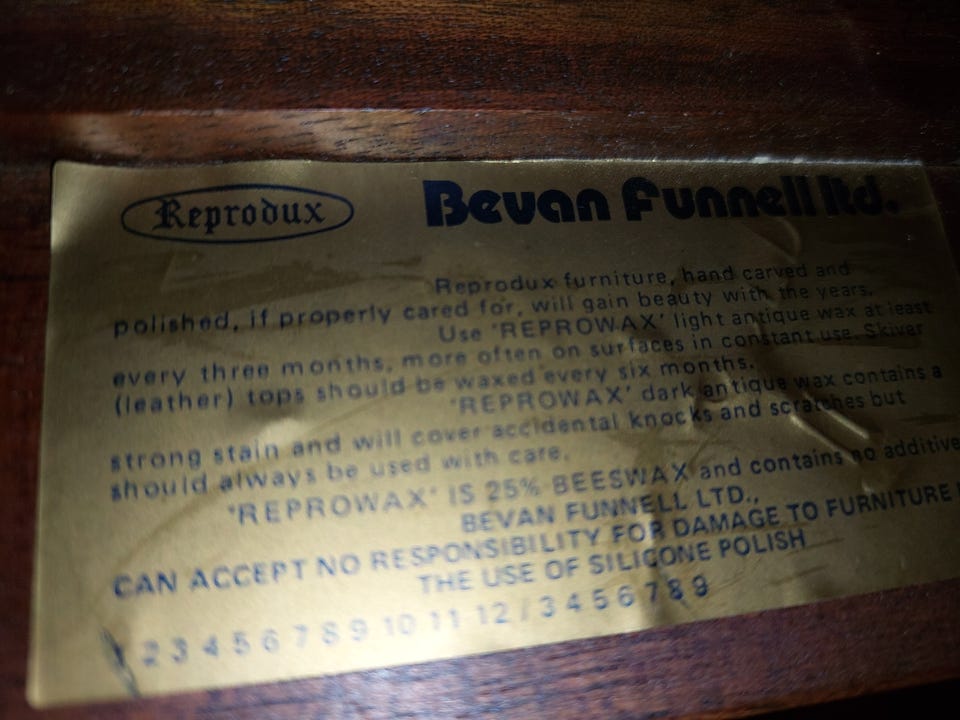 Reprodux
Bevan Funnell ltd.
Reprodux furniture, hand carved and
polished, if properly cared for, will gain beauty with the years.
Use 'REPROWAX' light antique wax at least
every three months, more often on surfaces in constant use. Skiver
(leather) tops should be waxed every six months.
'REPROWAX' dark antique wax contains a
strong stain and will cover accidental knocks and scratches but
should always be used with care.
'REPROWAX' IS 25% BEESWAX and contains no additive
BEVAN FUNNELL LTD.,
CAN ACCEPT NO RESPONSIBILITY FOR DAMAGE TO FURNITURE
THE USE OF SILICONE POLISH
1 2 3 4 5 6 7 8 9 10 11 12 / 3 4 5 6 7 8 9